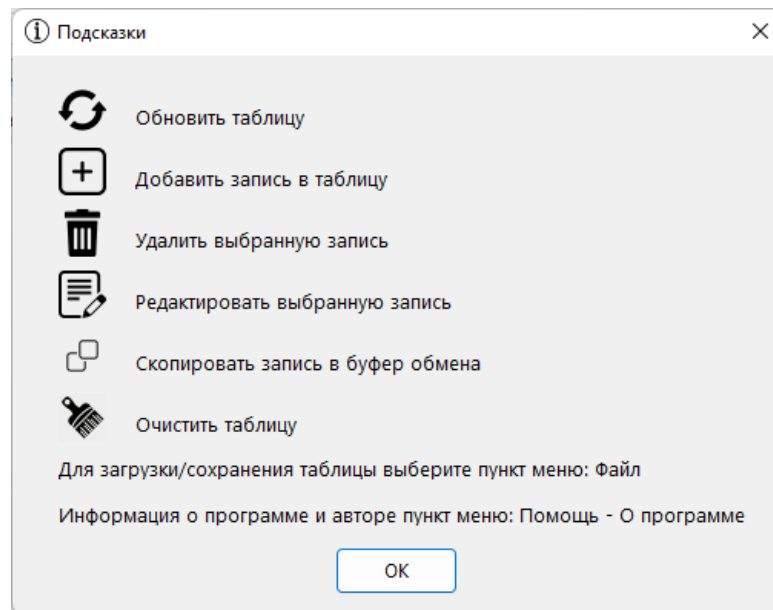 Подсказки
Обновить таблицу
Добавить запись в таблицу
Удалить выбранную запись
Редактировать выбранную запись
Скопировать запись в буфер обмена
Очистить таблицу
Для загрузки/сохранения таблицы выберите пункт меню: Файл
Информация о программе и авторе пункт меню: Помощь - О программе
ОК